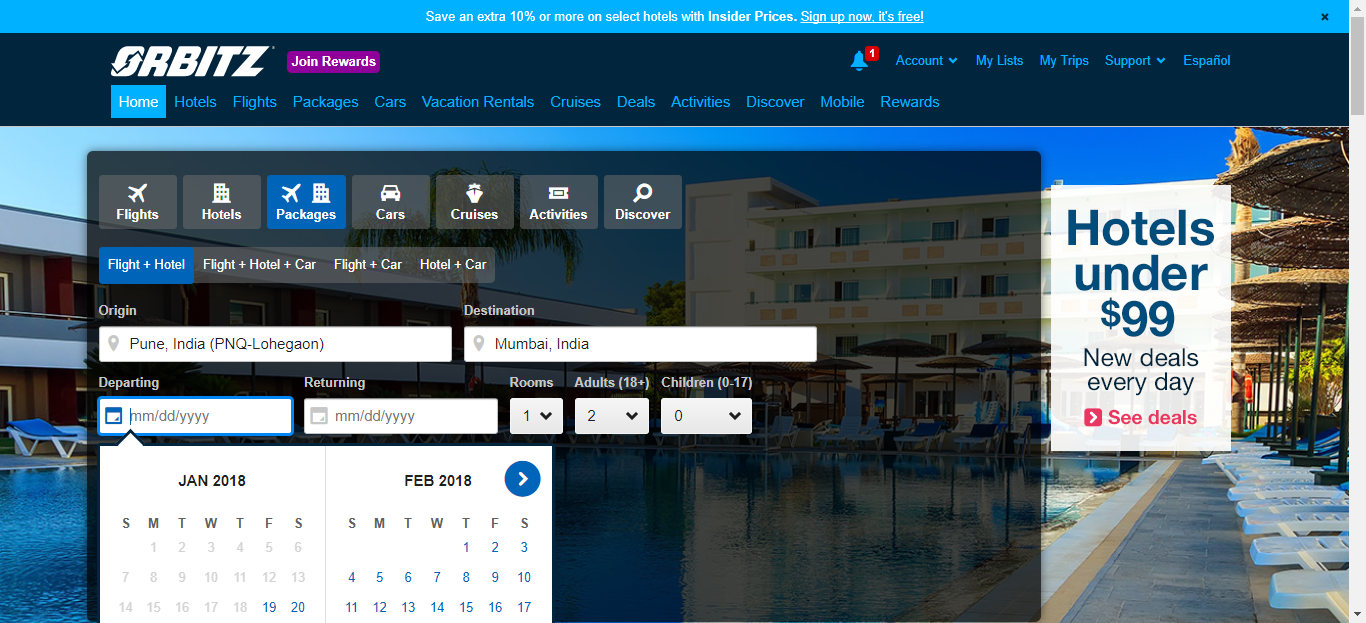 Save an extra 10% or more on select hotels with Insider Prices. Sign up now, it's free! ×
ORBITZ Join Rewards 1 Account My Lists My Trips Support Español
Home Hotels Flights Packages Cars Vacation Rentals Cruises Deals Activities Discover Mobile Rewards
Flights Hotels Packages Cars Cruises Activities Discover
Flight + Hotel Flight + Hotel + Car Flight + Car Hotel + Car
Origin Destination
Pune, India (PNQ-Lohegaon) Mumbai, India
Departing Returning Rooms Adults (18+) Children (0-17)
mm/dd/yyyy mm/dd/yyyy 1 2 0
JAN 2018 FEB 2018
S M T W T F S S M T W T F S
1 2 3 4 5 6 1 2 3
7 8 9 10 11 12 13 4 5 6 7 8 9 10
14 15 16 17 18 19 20 11 12 13 14 15 16 17
Hotels
under
$99
New deals
every day
See deals